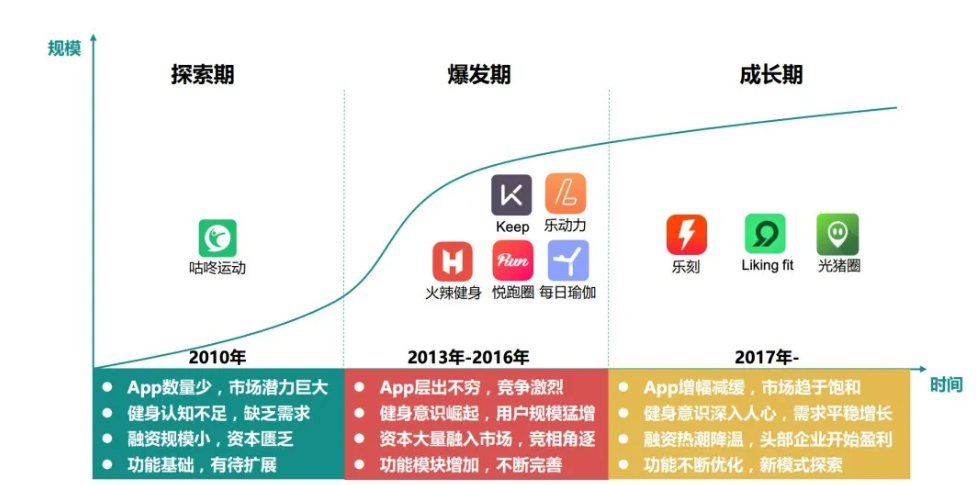 规模
探索期
爆发期
成长期
Keep
乐动力
咕咚运动
火辣健身
Run
悦跑圈
每日瑜伽
乐刻
Liking fit
光猪圈
2010年
2013年-2016年
2017年-
时间
App数量少，市场潜力巨大
健身认知不足，缺乏需求
融资规模小，资本匮乏
功能基础，有待扩展
App层出不穷，竞争激烈
健身意识崛起，用户规模猛增
资本大量融入市场，竞相角逐
功能模块增加，不断完善
App增幅减缓，市场趋于饱和
健身意识深入人心，需求平稳增长
融资热潮降温，头部企业开始盈利
功能不断优化，新模式探索